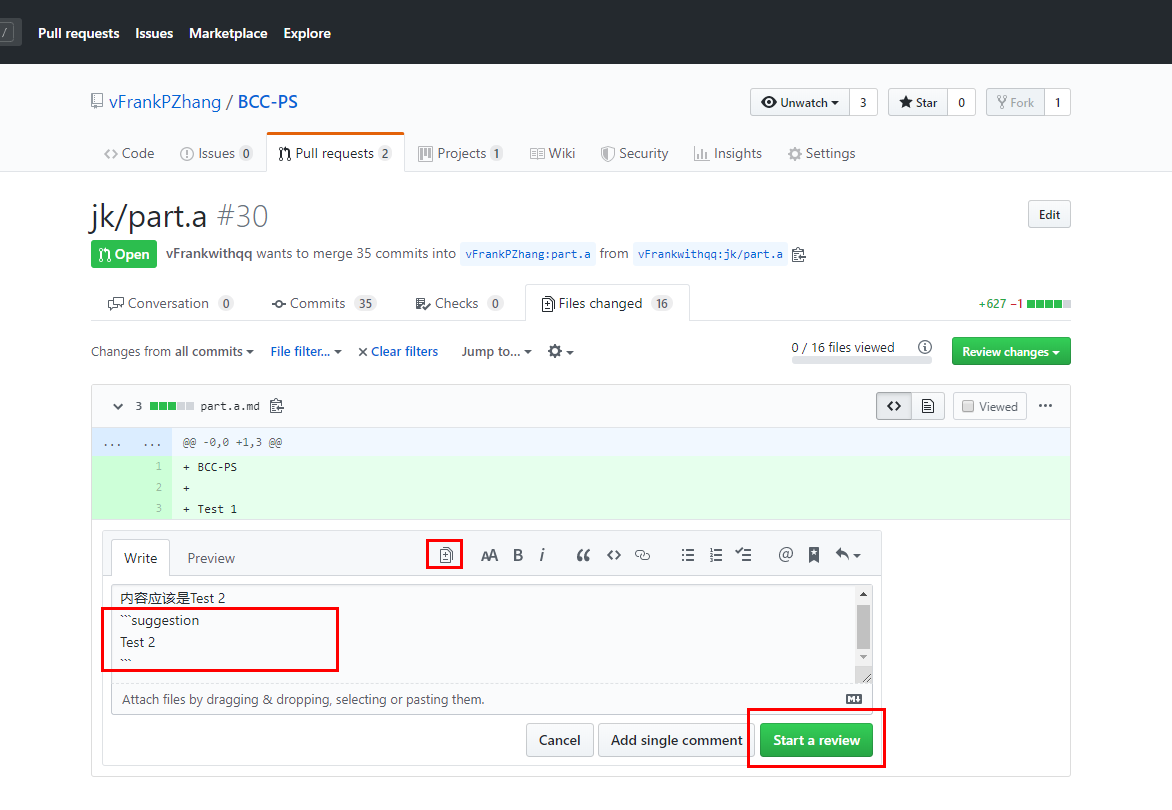 / Pull requests Issues Marketplace Explore
vFrankPZhang / BCC-PS Unwatch 3 Star 0 Fork 1
Code Issues 0 Pull requests 2 Projects 1 Wiki Security Insights Settings
jk/part.a #30 Edit
Open vFrankwithqq wants to merge 35 commits into vFrankPZhang:part.a from vFrankwithqq:jk/part.a
Conversation 0 Commits 35 Checks 0 Files changed 16 +627 −1
Changes from all commits File filter... × Clear filters Jump to... 0 / 16 files viewed Review changes
3 part.a.md <> Viewed ...
... ... @@ -0,0 +1,3 @@
1 + BCC-PS
2 +
3 + Test 1
Write Preview AA B i “ <> @
内容应该是Test 2
```suggestion
Test 2
```
Attach files by dragging & dropping, selecting or pasting them.
Cancel Add single comment Start a review